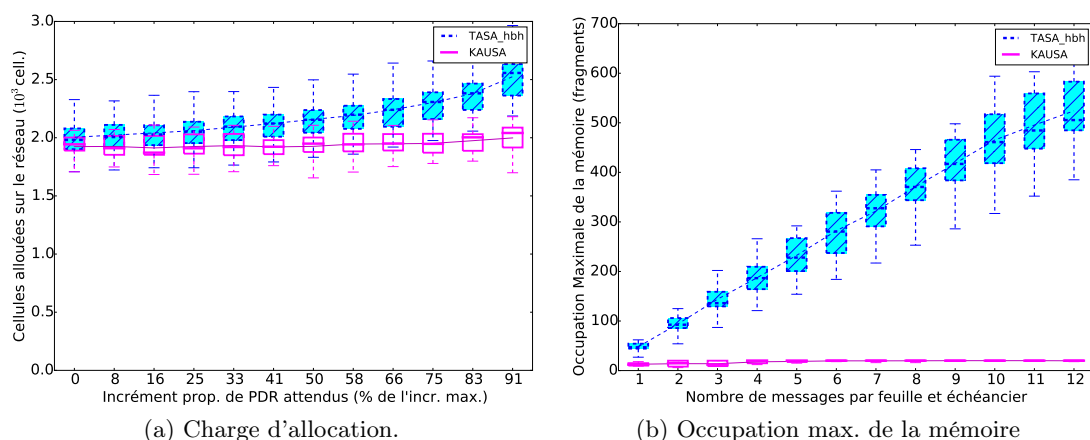 Cellules allouées sur le réseau (10³ cell.)
3.0
2.5
2.0
1.5
1.0
0.5
0.0
TASA_hbh
KAUSA
0 8 16 25 33 41 50 58 66 75 83 91
Incrément prop. de PDR attendus (% de l'incr. max.)
(a) Charge d'allocation.
Occupation Maximale de la mémoire (fragments)
700
600
500
400
300
200
100
0
TASA_hbh
KAUSA
1 2 3 4 5 6 7 8 9 10 11 12
Nombre de messages par feuille et échéancier
(b) Occupation max. de la mémoire